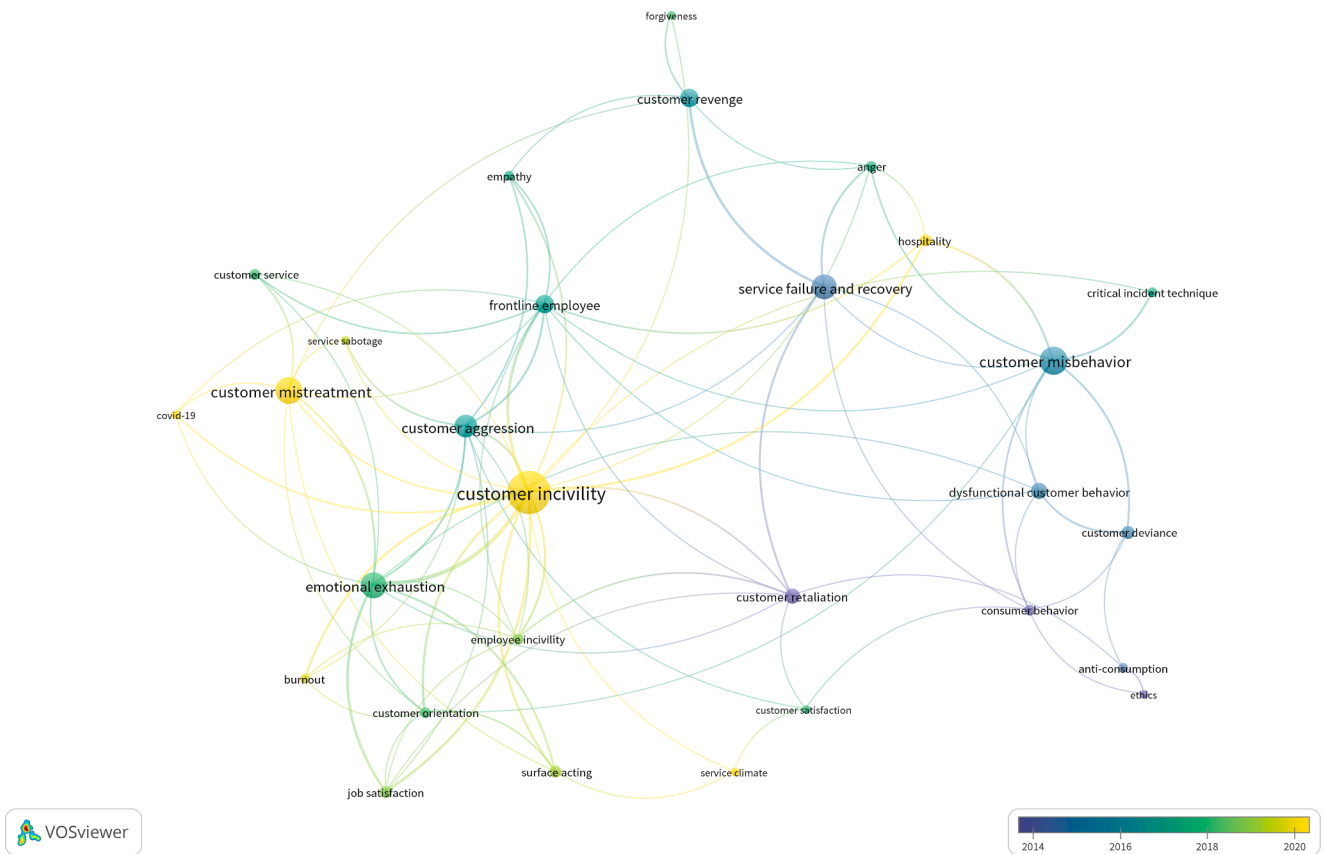 forgiveness
customer revenge
anger
empathy
hospitality
customer service
service failure and recovery
critical incident technique
frontline employee
service sabotage
customer misbehavior
customer mistreatment
covid-19
customer aggression
customer incivility
dysfunctional customer behavior
customer deviance
emotional exhaustion
customer retaliation
consumer behavior
employee incivility
anti-consumption
burnout
ethics
customer orientation
customer satisfaction
surface acting
service climate
job satisfaction
VOSviewer
2014
2016
2018
2020